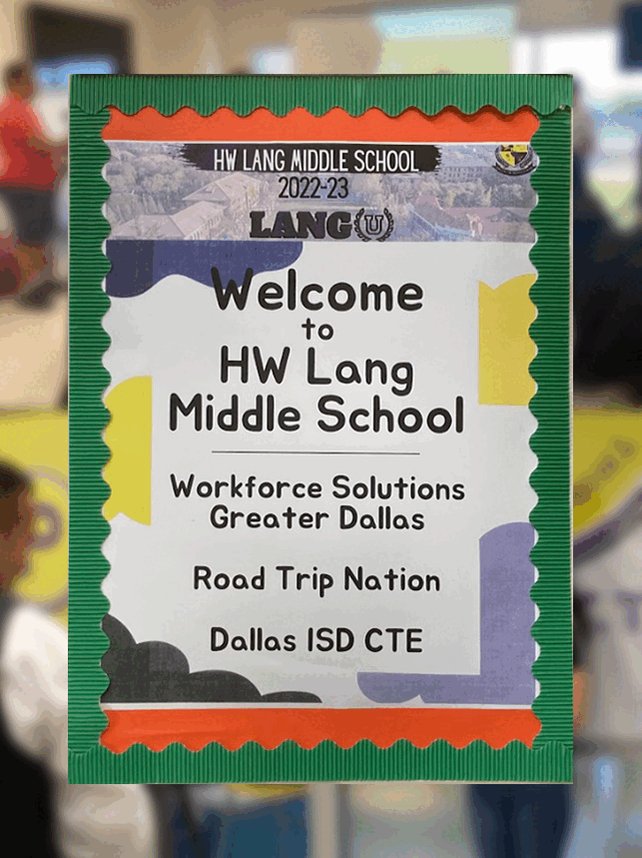 HW LANG MIDDLE SCHOOL
2022-23
LANG U
Welcome
to
HW Lang
Middle School
Workforce Solutions
Greater Dallas
Road Trip Nation
Dallas ISD CTE